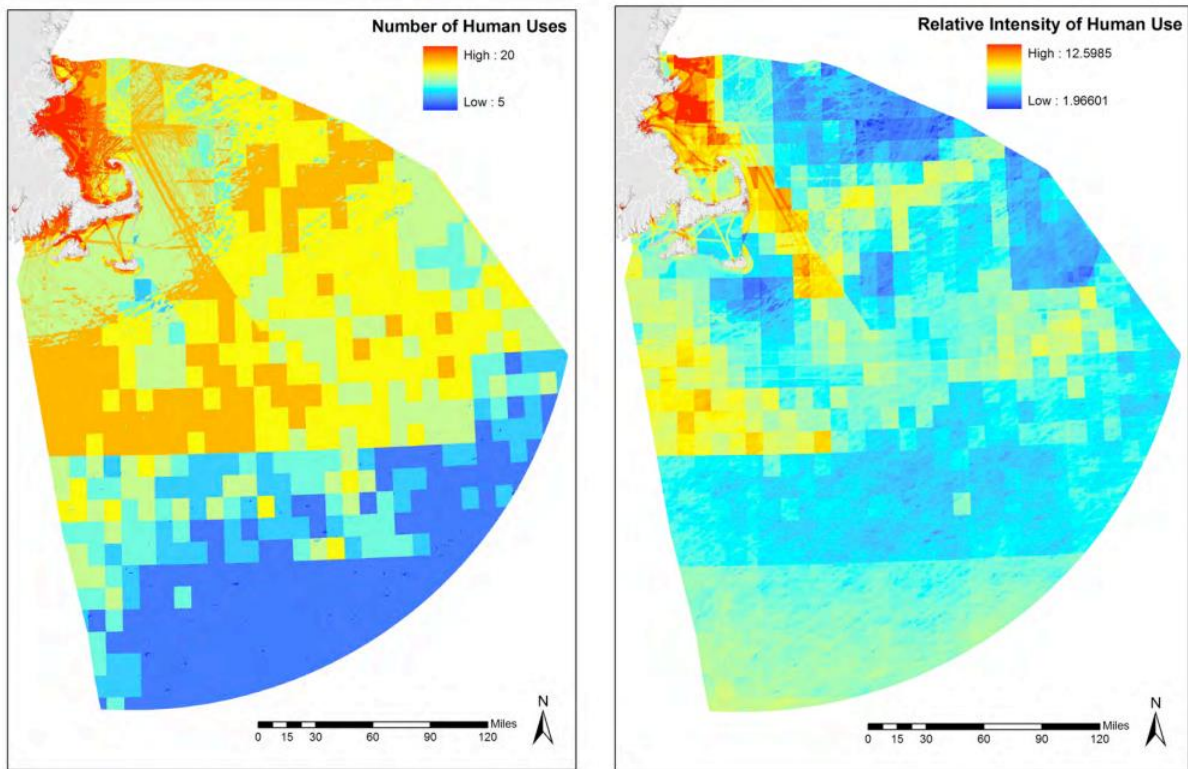 Number of Human Uses
High : 20
Low : 5
N
Miles
0 15 30 60 90 120
Relative Intensity of Human Use
High : 12.5985
Low : 1.96601
N
Miles
0 15 30 60 90 120